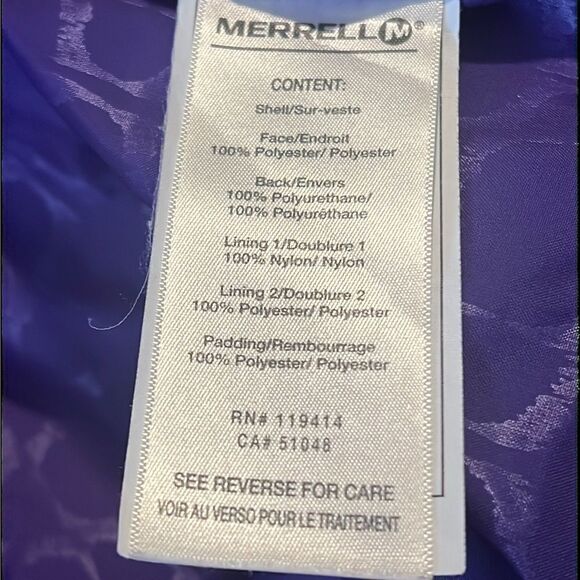 MERRELL M®
CONTENT:
Shell/Sur-veste
Face/Endroit
100% Polyester/ Polyester
Back/Envers
100% Polyurethane/
100% Polyuréthane
Lining 1/Doublure 1
100% Nylon/ Nylon
Lining 2/Doublure 2
100% Polyester/ Polyester
Padding/Rembourrage
100% Polyester/ Polyester
RN# 119414
CA# 51048
SEE REVERSE FOR CARE
VOIR AU VERSO POUR LE TRAITEMENT